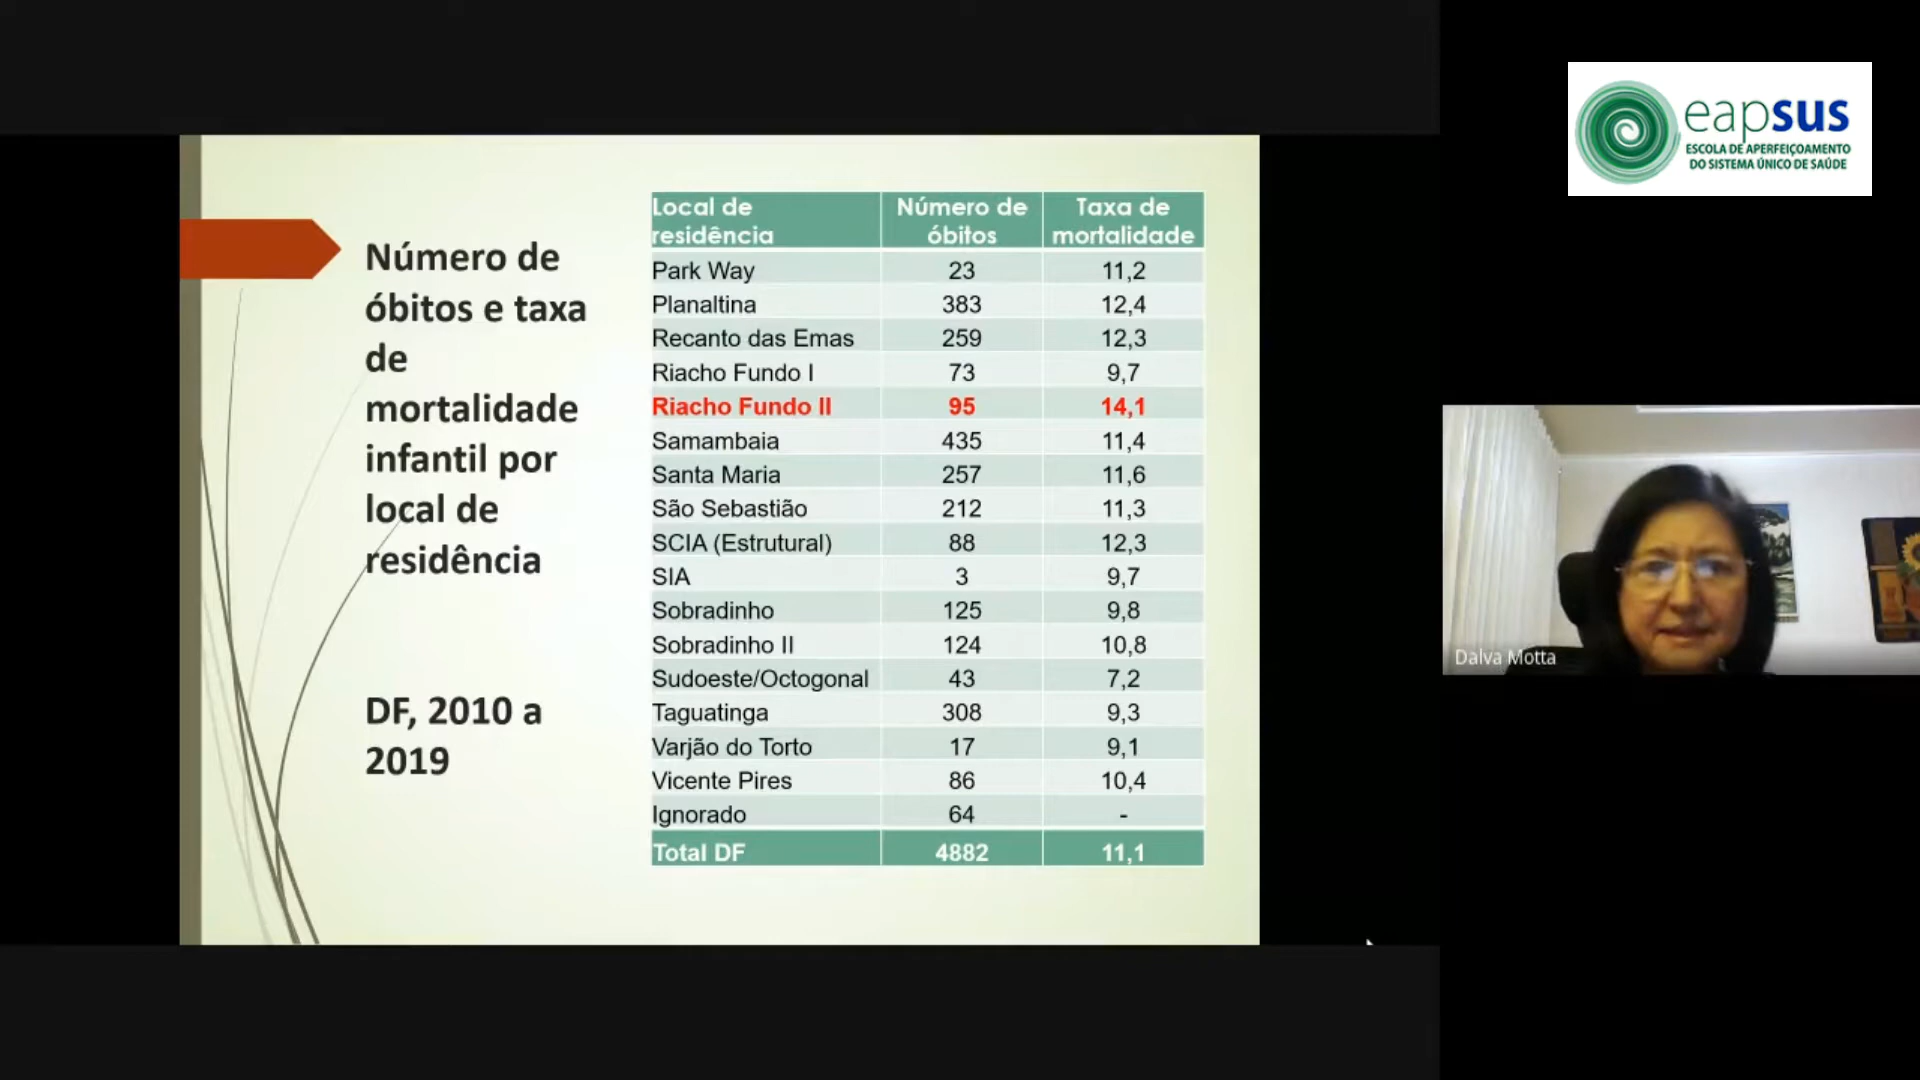 eapsus
ESCOLA DE APERFEIÇOAMENTO
DO SISTEMA ÚNICO DE SAÚDE
Número de
óbitos e taxa
de
mortalidade
infantil por
local de
residência
DF, 2010 a
2019
Local de residência Número de óbitos Taxa de mortalidade
Park Way 23 11,2
Planaltina 383 12,4
Recanto das Emas 259 12,3
Riacho Fundo I 73 9,7
Riacho Fundo II 95 14,1
Samambaia 435 11,4
Santa Maria 257 11,6
São Sebastião 212 11,3
SCIA (Estrutural) 88 12,3
SIA 3 9,7
Sobradinho 125 9,8
Sobradinho II 124 10,8
Sudoeste/Octogonal 43 7,2
Taguatinga 308 9,3
Varjão do Torto 17 9,1
Vicente Pires 86 10,4
Ignorado 64 -
Total DF 4882 11,1
Dalva Motta